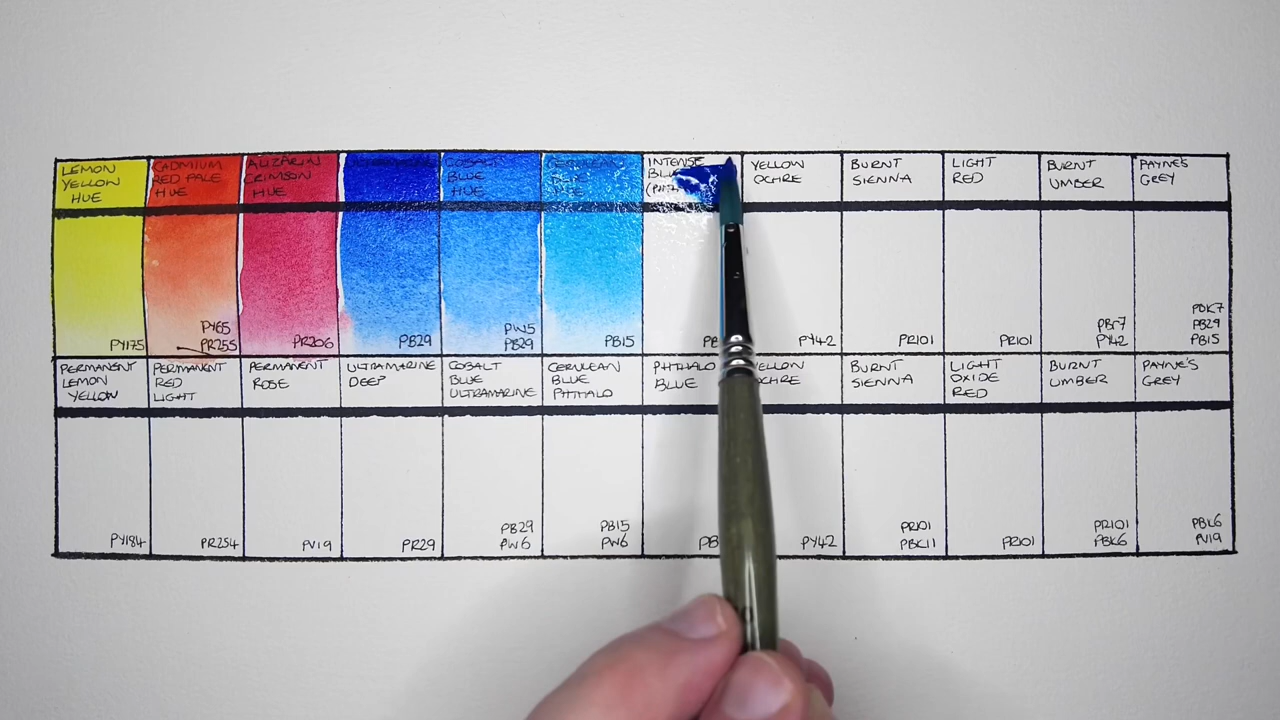 LEMON
YELLOW
HUE
CADMIUM
RED PALE
HUE
ALIZARIN
CRIMSON
HUE
COBALT
BLUE
HUE
INTENSE
YELLOW
OCHRE
BURNT
SIENNA
LIGHT
RED
BURNT
UMBER
PAYNE'S
GREY
PY175
PY65
PR255
PR206
PB29
PW5
PB29
PB15
PY42
PR101
PR101
PBr7
PY42
PBK7
PB29
PB15
PERMANENT
LEMON
YELLOW
PERMANENT
RED
LIGHT
PERMANENT
ROSE
ULTRAMARINE
DEEP
COBALT
BLUE
ULTRAMARINE
CERULEAN
BLUE
PHTHALO
PHTHALO
BLUE
BURNT
SIENNA
LIGHT
OXIDE
RED
BURNT
UMBER
PAYNE'S
GREY
PY184
PR254
PV19
PR29
PB29
PW6
PB15
PW6
PY42
PR101
PBK11
PR101
PR101
PBK6
PBK6
PV19